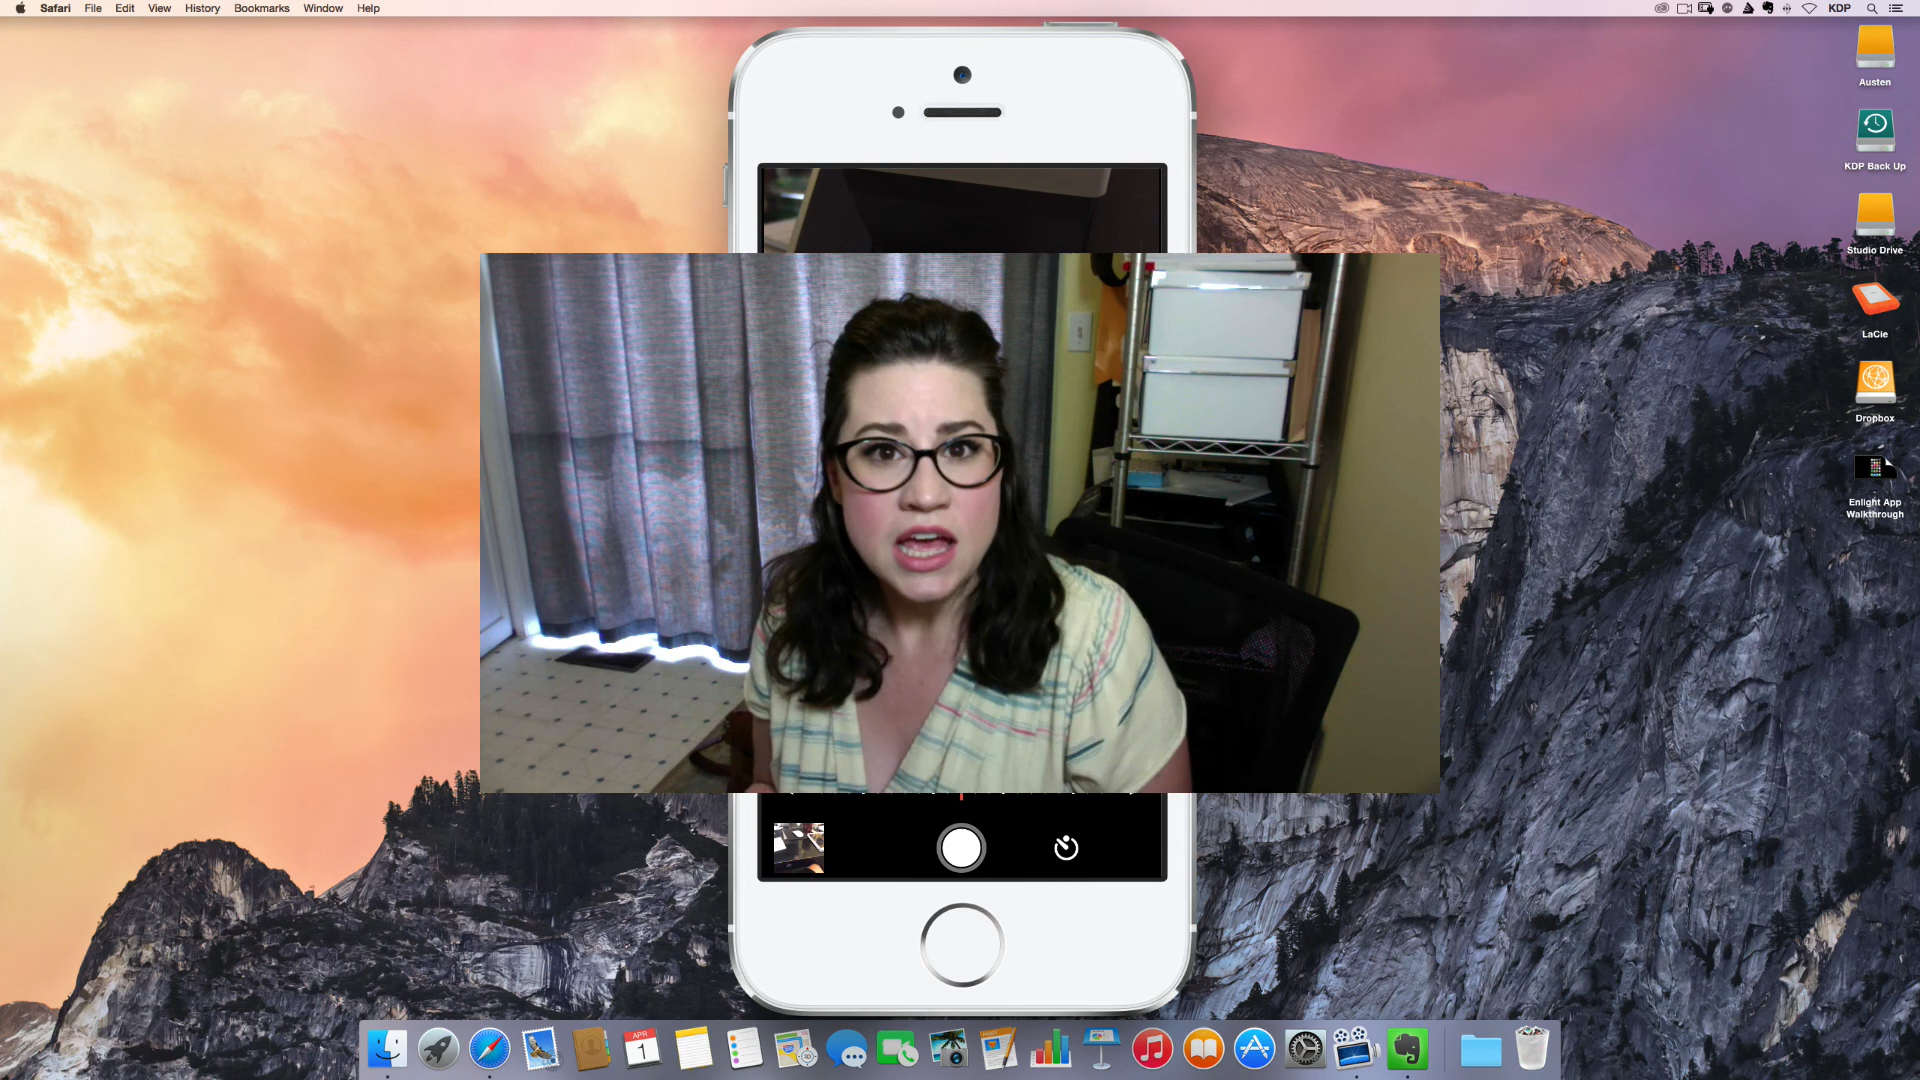 Safari File Edit View History Bookmarks Window Help KDP
Austen
KDP Back Up
Studio Drive
LaCie
Dropbox
Enlight App
Walkthrough
APR
1
3D